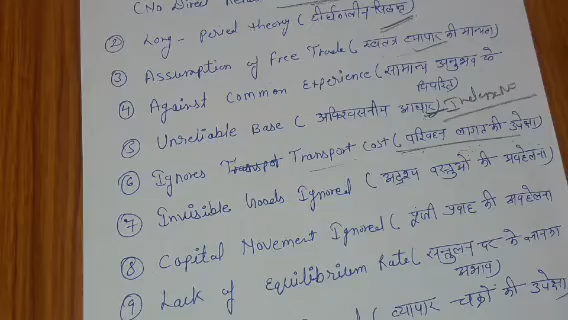 (No Direct
② Long-Period theory (दीर्घकालीन सिद्धांत)
③ Assumption of Free Trade (स्वतंत्र व्यापार की मान्यता)
④ Against Common Experience (सामान्य अनुभव के
विपरीत)
⑤ Unreliable Base (अविश्वसनीय आधार)
⑥ Ignores Transport Cost (परिवहन लागत की उपेक्षा)
⑦ Invisible Goods Ignored (अदृश्य वस्तुओं की अवहेलना)
⑧ Capital Movement Ignored (पूंजी प्रवाह की अवहेलना
⑨ Lack of Equilibrium Rate (सन्तुलन दर के
अभाव)
(व्यापार चक्रों की उपेक्षा